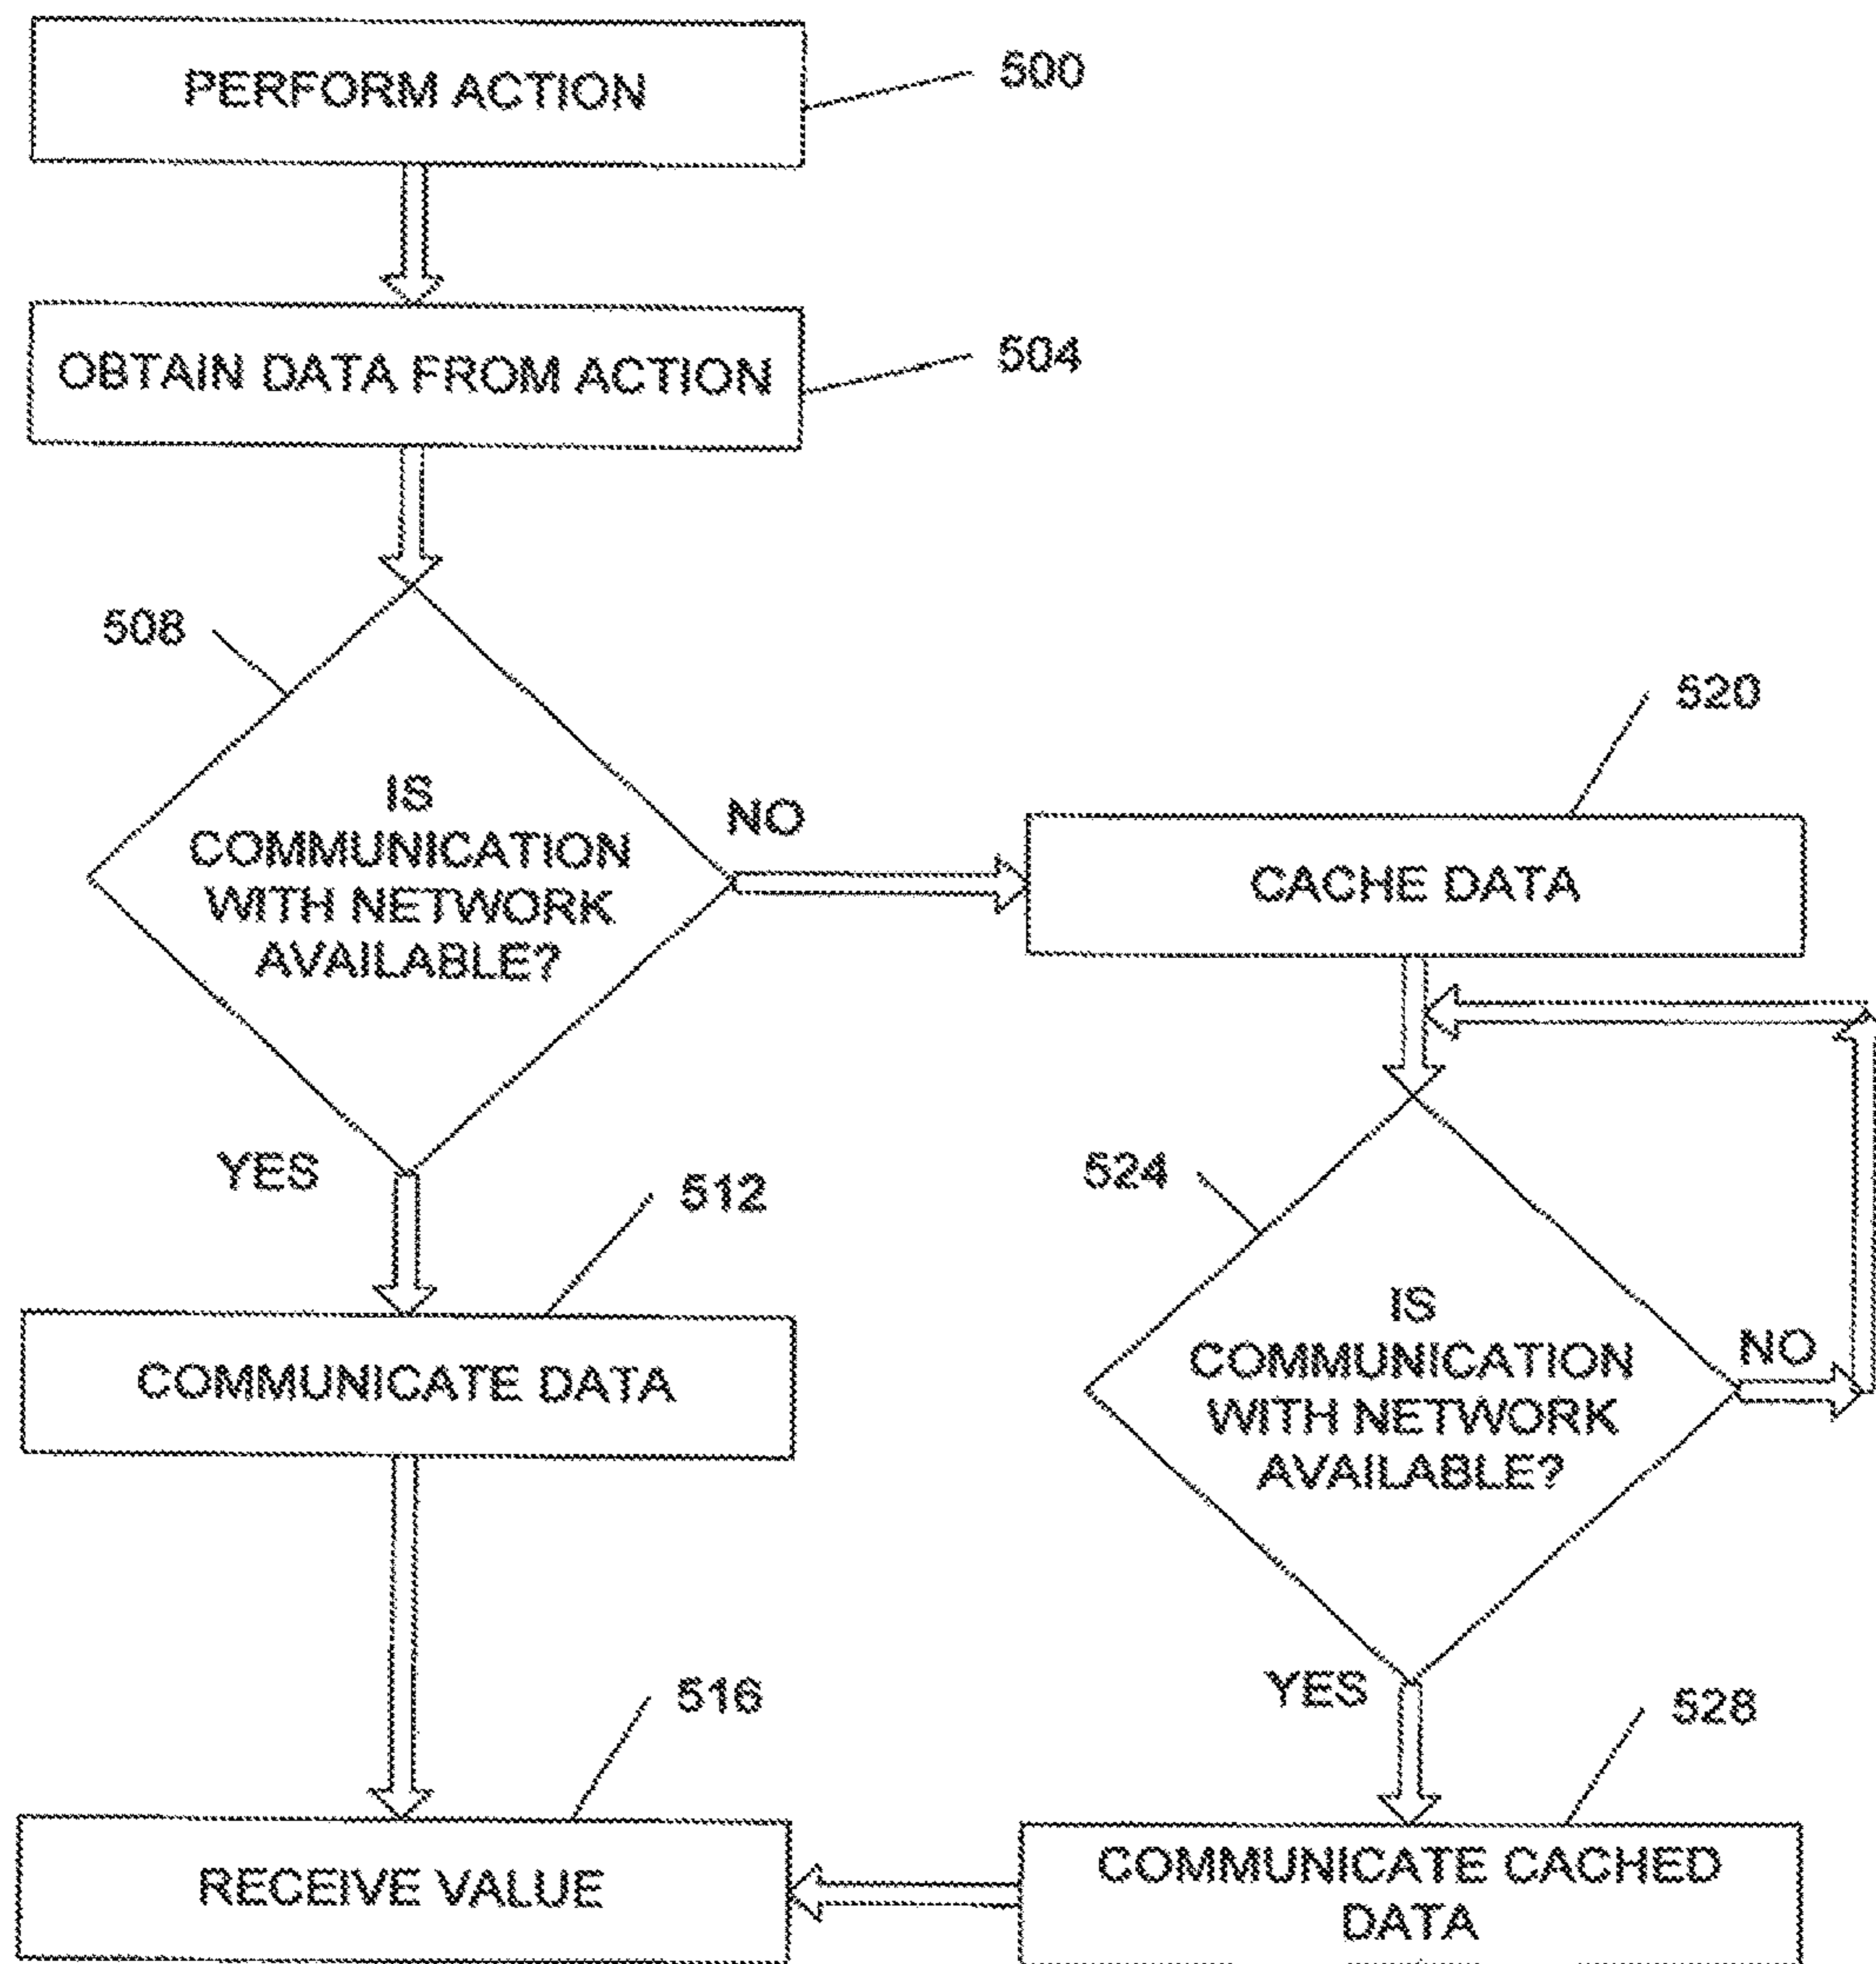 PERFORM ACTION
500
OBTAIN DATA FROM ACTION
504
508
IS
COMMUNICATION
WITH NETWORK
AVAILABLE?
NO
520
CACHE DATA
YES
512
COMMUNICATE DATA
524
IS
COMMUNICATION
WITH NETWORK
AVAILABLE?
NO
YES
516
RECEIVE VALUE
528
COMMUNICATE CACHED
DATA